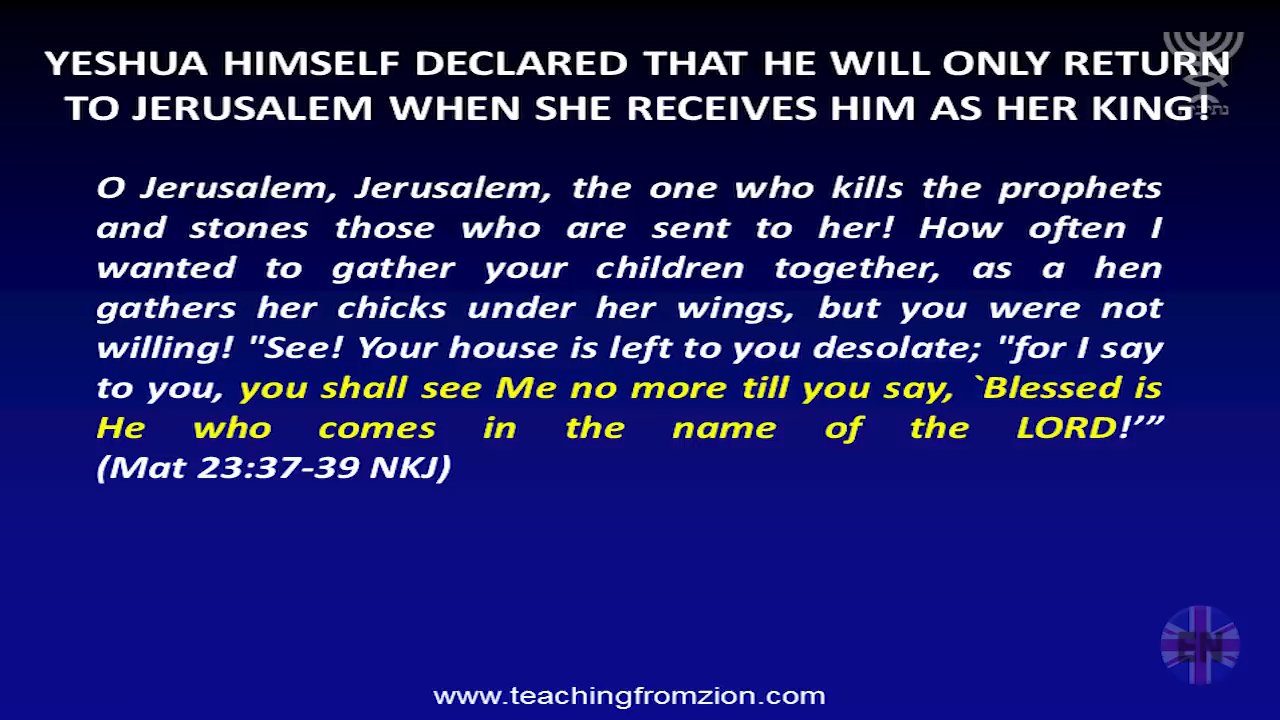 YESHUA HIMSELF DECLARED THAT HE WILL ONLY RETURN
TO JERUSALEM WHEN SHE RECEIVES HIM AS HER KING!
O Jerusalem, Jerusalem, the one who kills the prophets
and stones those who are sent to her! How often I
wanted to gather your children together, as a hen
gathers her chicks under her wings, but you were not
willing! "See! Your house is left to you desolate; "for I say
to you, you shall see Me no more till you say, `Blessed is
He who comes in the name of the LORD!’”
(Mat 23:37-39 NKJ)
EN
www.teachingfromzion.com